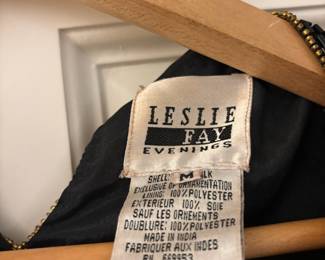 LESLIE
FAY
EVENINGS
M
SHELL: SILK
EXCLUSIVE OF ORNAMENTATION
LINING: 100% POLYESTER
EXTERIEUR 100% SOIE
SAUF LES ORNEMENTS
DOUBLURE: 100% POLYESTER
MADE IN INDIA
FABRIQUER AUX INDES
RN